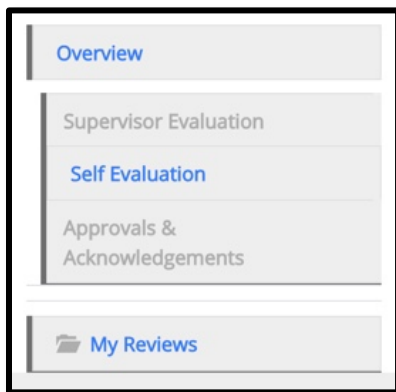 Overview
Supervisor Evaluation
Self Evaluation
Approvals &
Acknowledgements
My Reviews